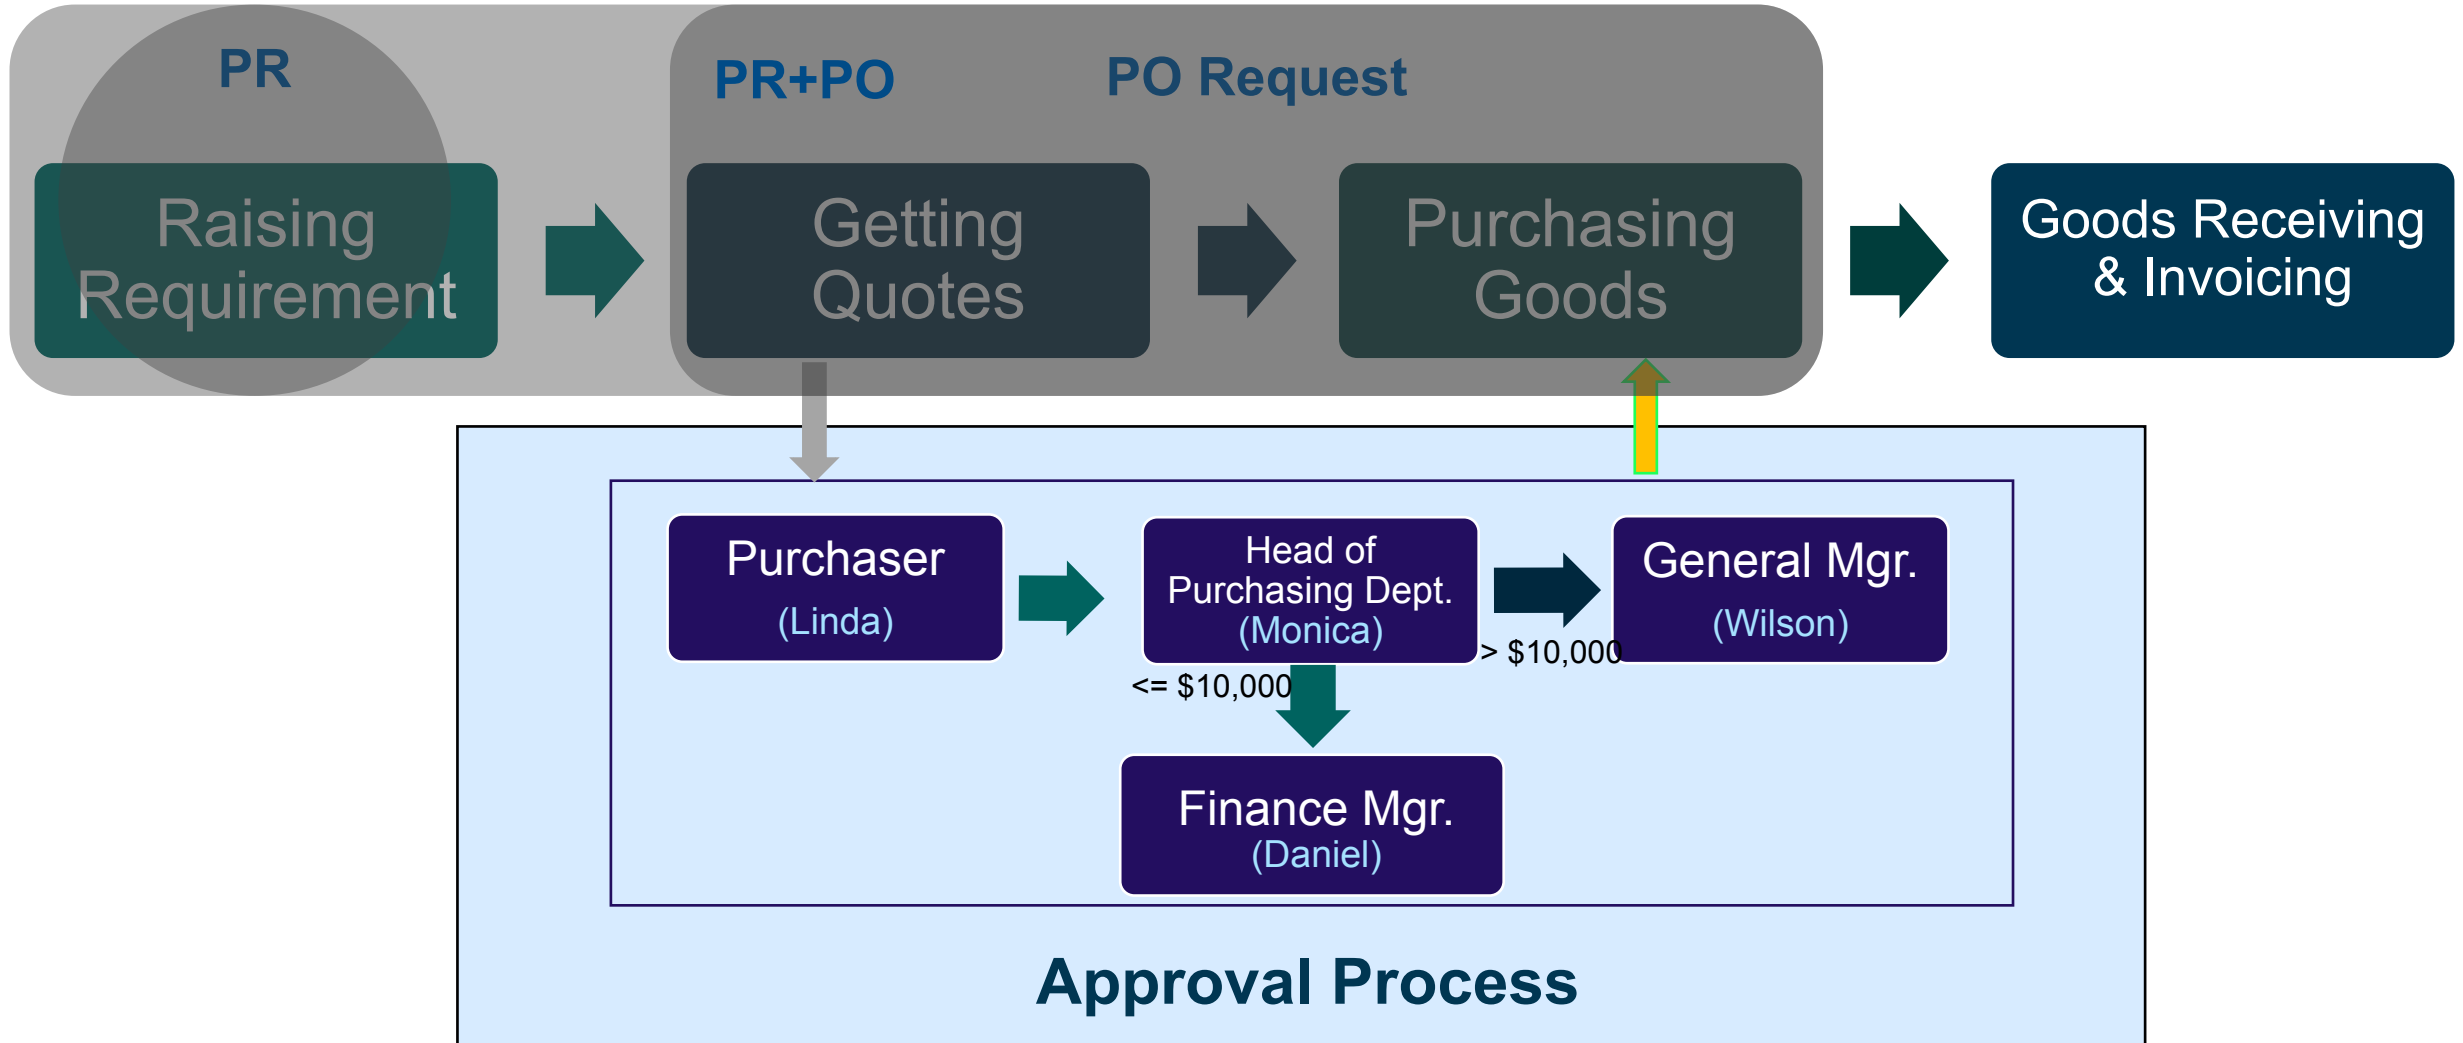 PR
PR+PO
PO Request
Raising
Requirement
Getting
Quotes
Purchasing
Goods
Goods Receiving
& Invoicing
Purchaser
(Linda)
Head of
Purchasing Dept.
(Monica)
> $10,000
General Mgr.
(Wilson)
<= $10,000
Finance Mgr.
(Daniel)
Approval Process